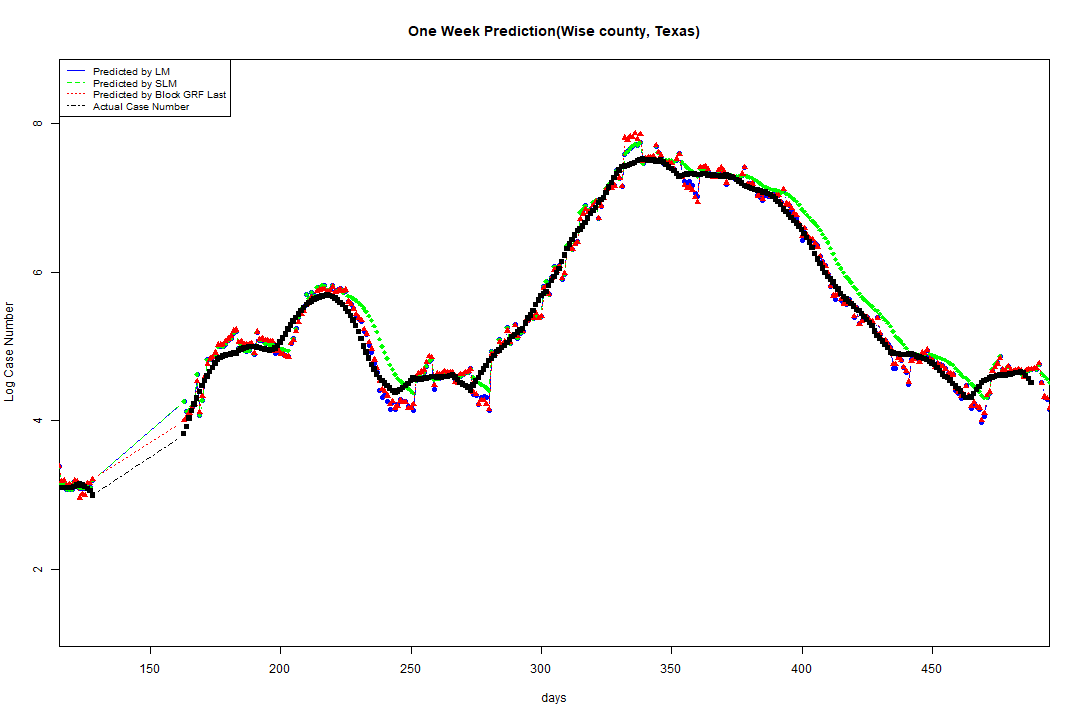 One Week Prediction(Wise county, Texas)
Predicted by LM
Predicted by SLM
Predicted by Block GRF Last
Actual Case Number
Log Case Number
8
6
4
2
150 200 250 300 350 400 450
days